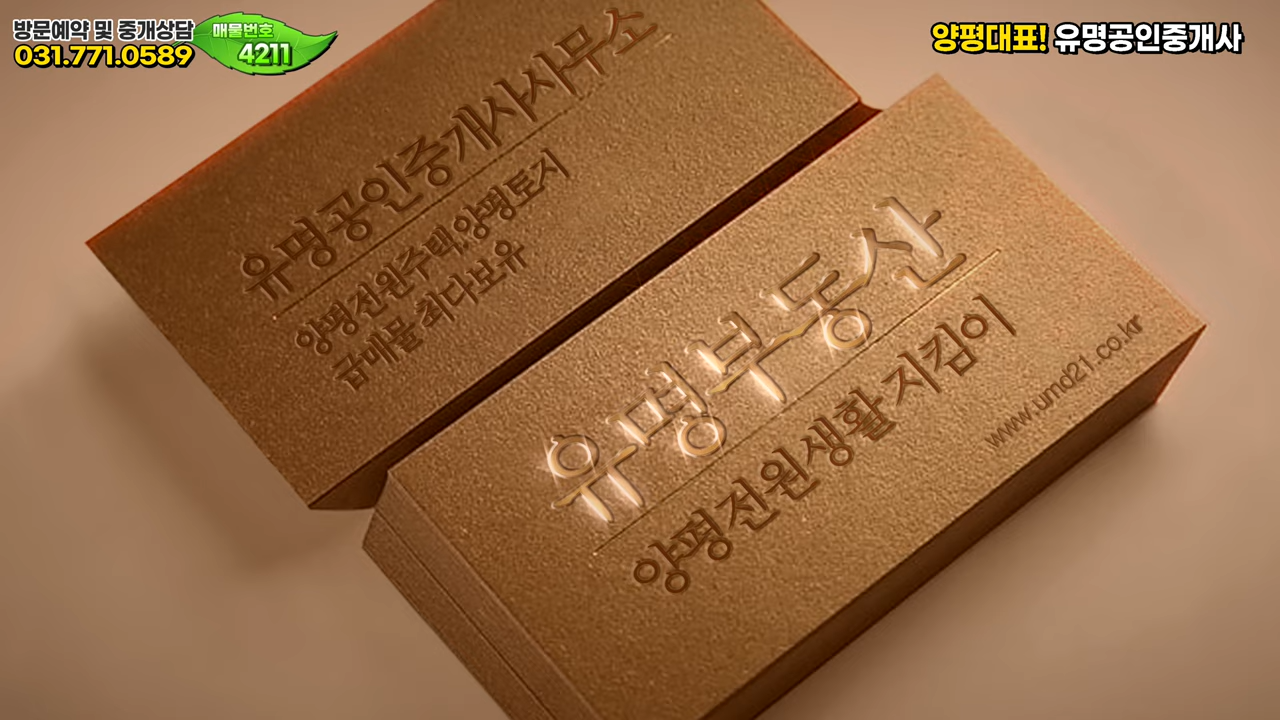 방문예약 및 중개상담
031.771.0589
매물번호
4211
양평대표! 유명공인중개사
유명공인중개사사무소
양평전원주택,양평토지
급매물 최다보유
유명부동산
양평전원생활 지킴이
www.umd21.co.kr